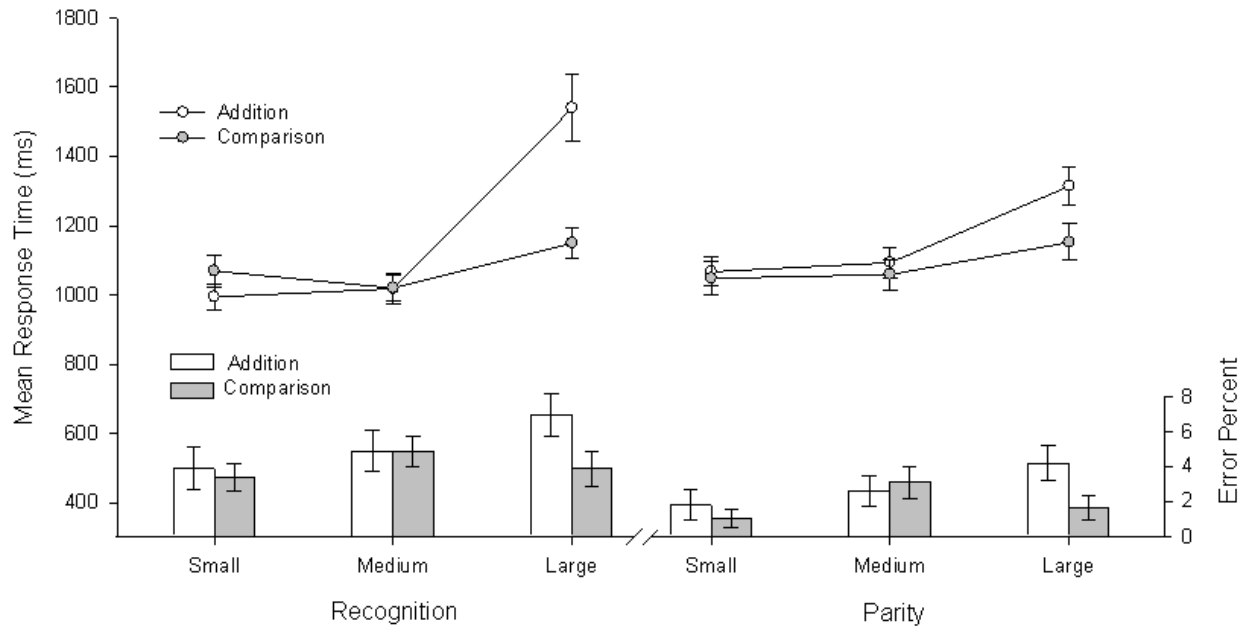 1800
1600
1400
1200
1000
800
600
400
Mean Response Time (ms)
Addition
Comparison
Addition
Comparison
8
6
4
2
0
Error Percent
Small Medium Large Small Medium Large
Recognition Parity